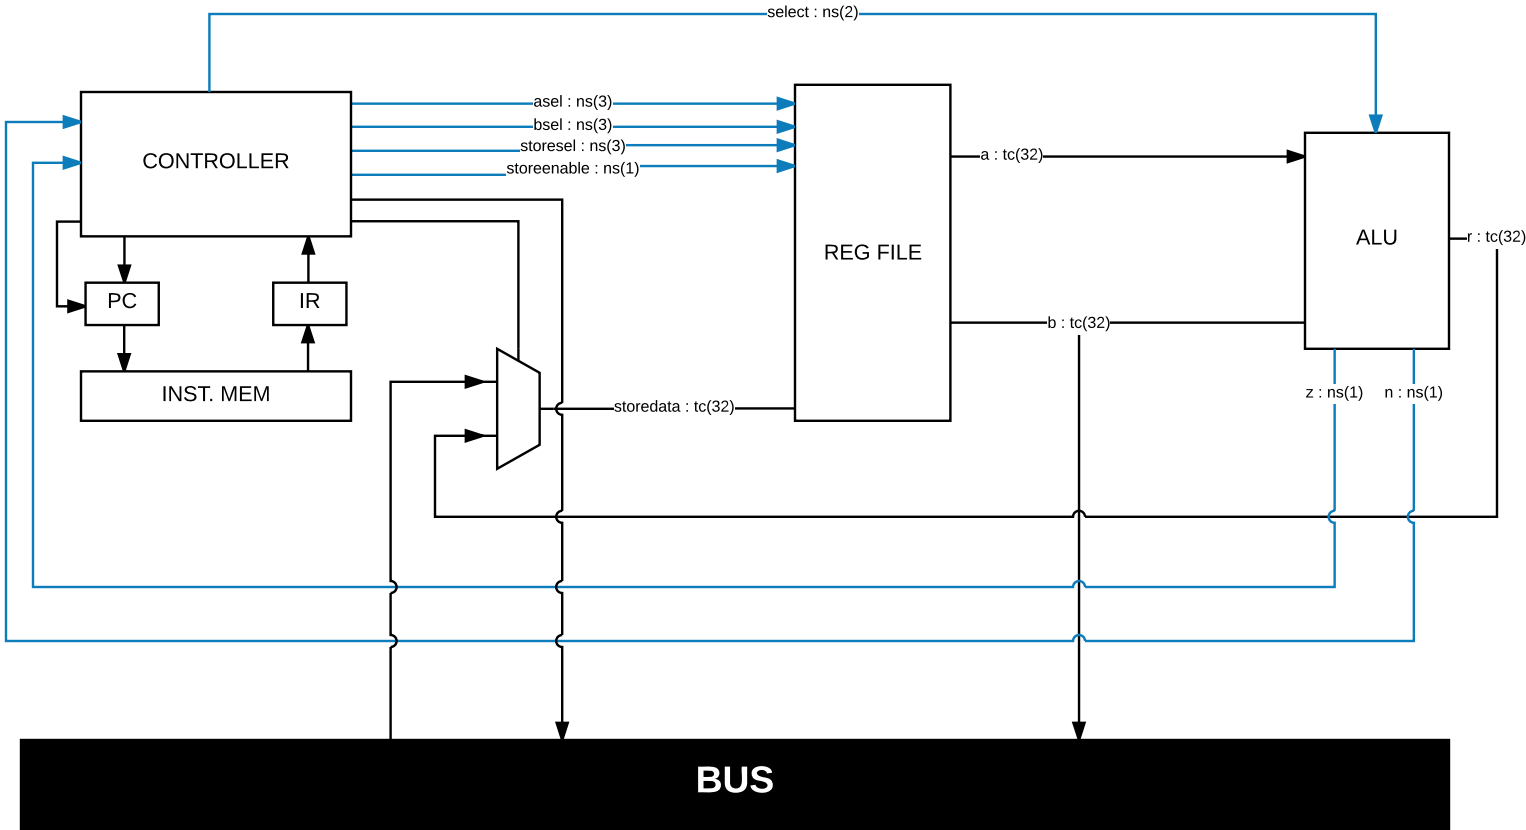 select : ns(2)
asel : ns(3)
bsel : ns(3)
storesel : ns(3)
storeenable : ns(1)
CONTROLLER
a : tc(32)
ALU
r : tc(32)
REG FILE
PC
IR
b : tc(32)
INST. MEM
z : ns(1)
n : ns(1)
storedata : tc(32)
BUS